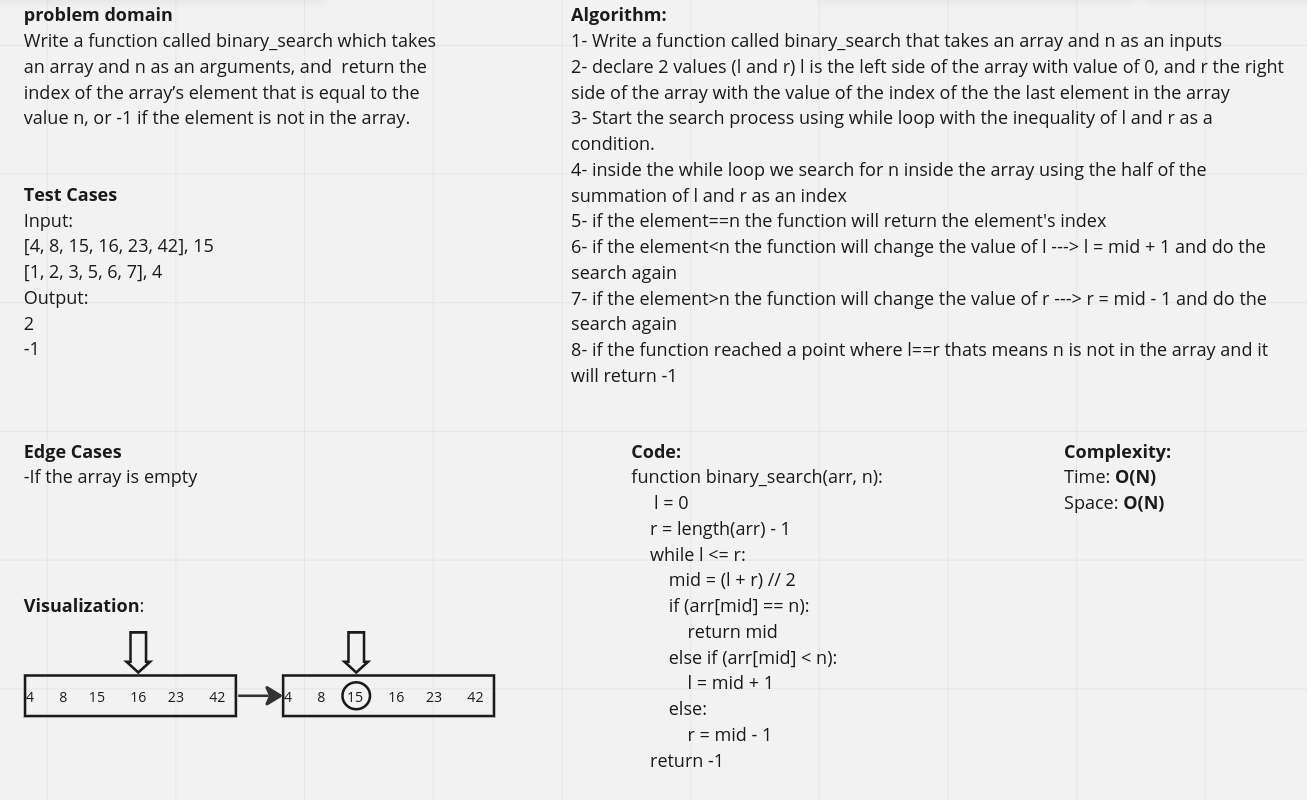 problem domain
Write a function called binary_search which takes
an array and n as an arguments, and  return the
index of the array’s element that is equal to the
value n, or -1 if the element is not in the array.
Test Cases
Input:
[4, 8, 15, 16, 23, 42], 15
[1, 2, 3, 5, 6, 7], 4
Output:
2
-1
Edge Cases
-If the array is empty
Visualization:
4 8 15 16 23 42
4 8 15 16 23 42
Algorithm:
1- Write a function called binary_search that takes an array and n as an inputs
2- declare 2 values (l and r) l is the left side of the array with value of 0, and r the right
side of the array with the value of the index of the the last element in the array
3- Start the search process using while loop with the inequality of l and r as a
condition.
4- inside the while loop we search for n inside the array using the half of the
summation of l and r as an index
5- if the element==n the function will return the element's index
6- if the element<n the function will change the value of l ---> l = mid + 1 and do the
search again
7- if the element>n the function will change the value of r ---> r = mid - 1 and do the
search again
8- if the function reached a point where l==r thats means n is not in the array and it
will return -1
Code:
function binary_search(arr, n):
l = 0
r = length(arr) - 1
while l <= r:
mid = (l + r) // 2
if (arr[mid] == n):
return mid
else if (arr[mid] < n):
l = mid + 1
else:
r = mid - 1
return -1
Complexity:
Time: O(N)
Space: O(N)